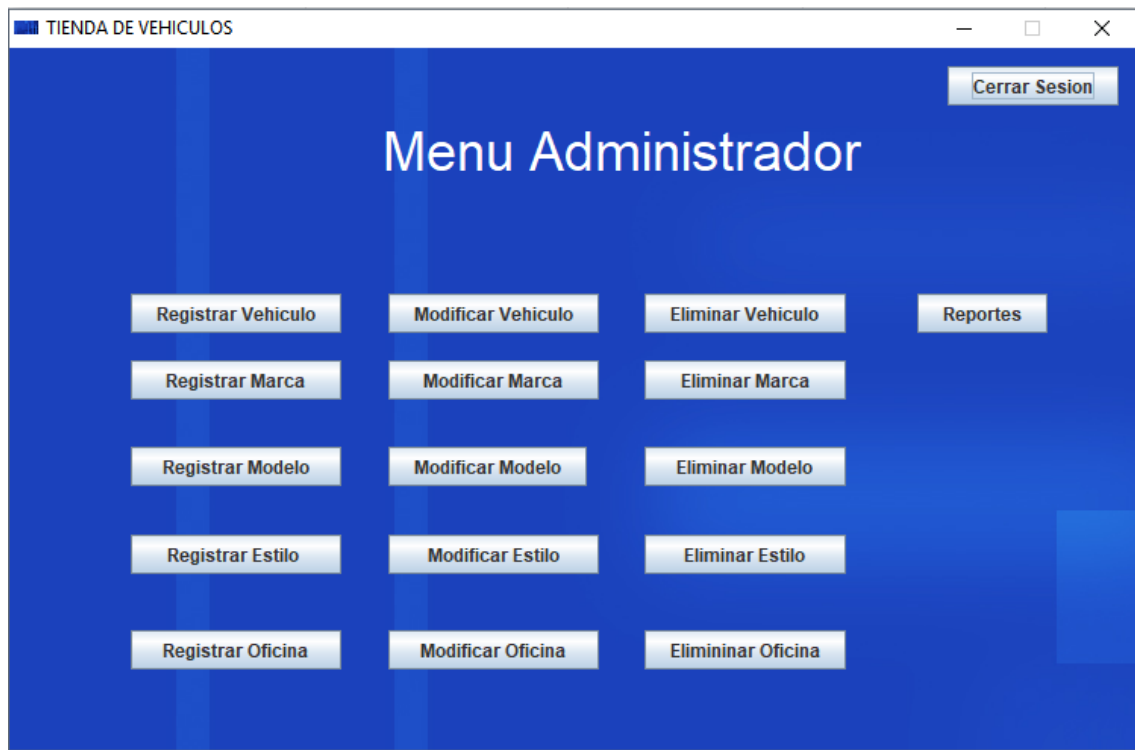 TIENDA DE VEHICULOS
Cerrar Sesion
Menu Administrador
Registrar Vehiculo Modificar Vehiculo Eliminar Vehiculo Reportes
Registrar Marca Modificar Marca Eliminar Marca
Registrar Modelo Modificar Modelo Eliminar Modelo
Registrar Estilo Modificar Estilo Eliminar Estilo
Registrar Oficina Modificar Oficina Elimininar Oficina